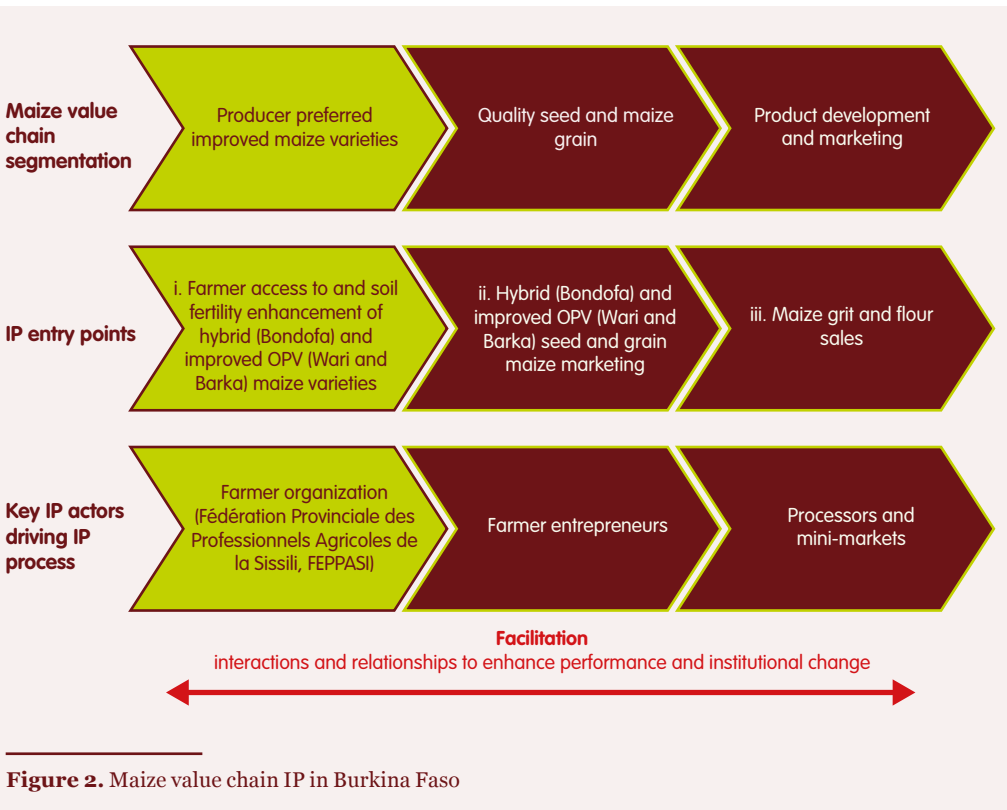 Maize value
chain
segmentation
Producer preferred
improved maize varieties
Quality seed and maize
grain
Product development
and marketing
IP entry points
i. Farmer access to and soil
fertility enhancement of
hybrid (Bondofa) and
improved OPV (Wari and
Barka) maize varieties
ii. Hybrid (Bondofa) and
improved OPV (Wari and
Barka) seed and grain
maize marketing
iii. Maize grit and flour
sales
Key IP actors
driving IP
process
Farmer organization
(Fédération Provinciale des
Professionnels Agricoles de
la Sissili, FEPPASI)
Farmer entrepreneurs
Processors and
mini-markets
Facilitation
interactions and relationships to enhance performance and institutional change
Figure 2. Maize value chain IP in Burkina Faso